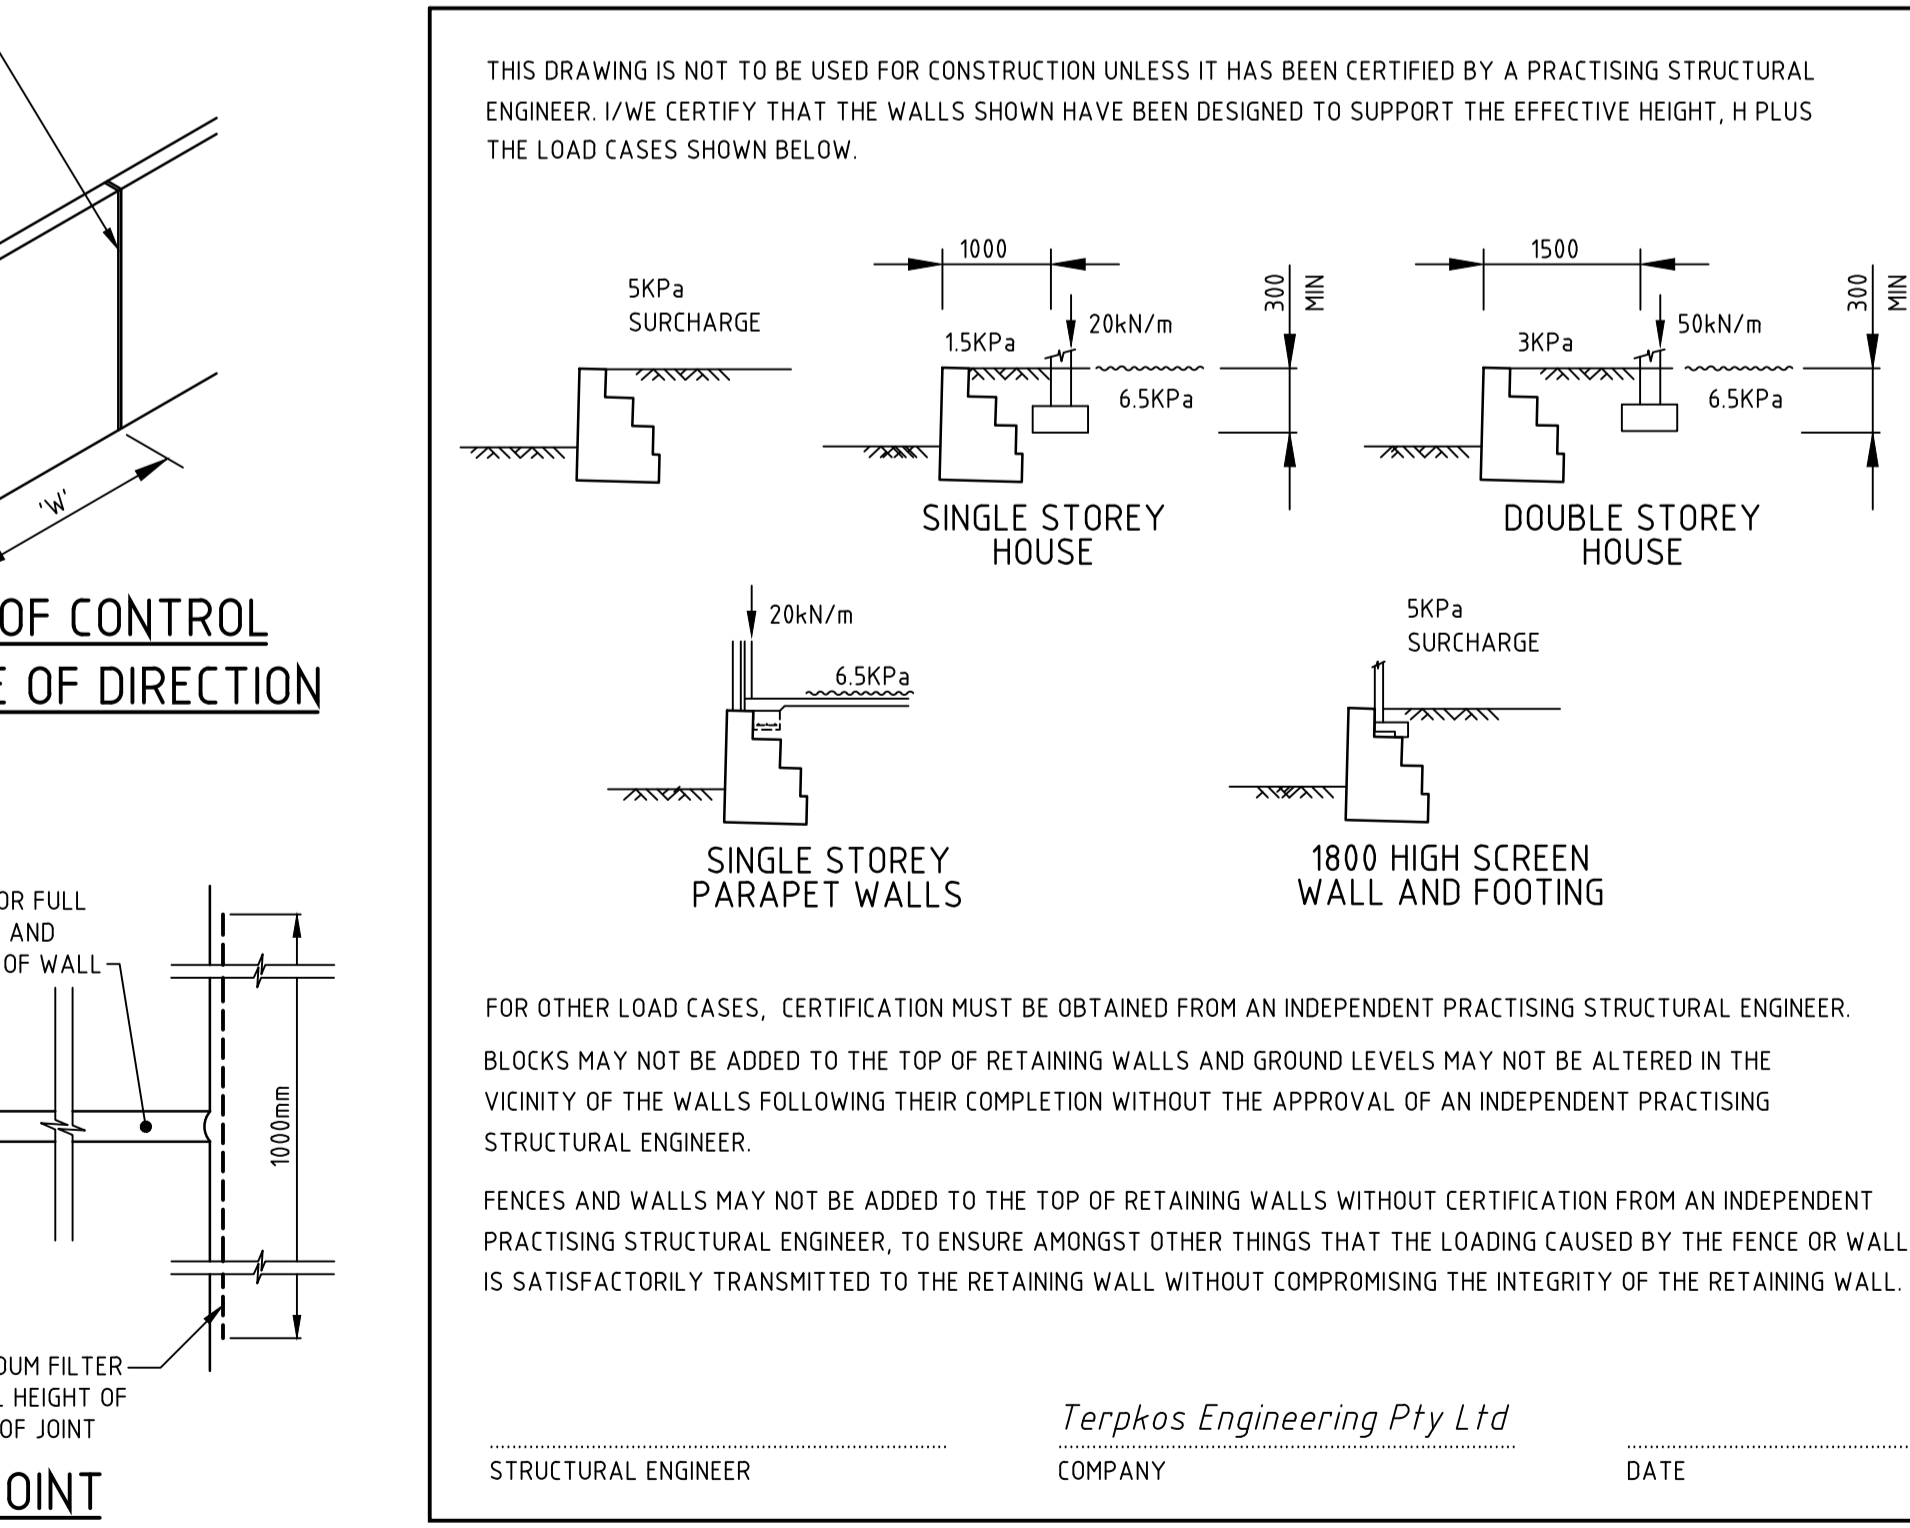 'W'
OF CONTROL
OF DIRECTION
OR FULL
AND
OF WALL
1000mm
FILTER
HEIGHT OF
OF JOINT
OINT
THIS DRAWING IS NOT TO BE USED FOR CONSTRUCTION UNLESS IT HAS BEEN CERTIFIED BY A PRACTISING STRUCTURAL
ENGINEER. I/WE CERTIFY THAT THE WALLS SHOWN HAVE BEEN DESIGNED TO SUPPORT THE EFFECTIVE HEIGHT, H PLUS
THE LOAD CASES SHOWN BELOW.
5KPa
SURCHARGE
1000
20kN/m
1.5KPa
6.5KPa
300
MIN
SINGLE STOREY
HOUSE
1500
50kN/m
3KPa
6.5KPa
300
MIN
DOUBLE STOREY
HOUSE
20kN/m
6.5KPa
SINGLE STOREY
PARAPET WALLS
5KPa
SURCHARGE
1800 HIGH SCREEN
WALL AND FOOTING
FOR OTHER LOAD CASES, CERTIFICATION MUST BE OBTAINED FROM AN INDEPENDENT PRACTISING STRUCTURAL ENGINEER.
BLOCKS MAY NOT BE ADDED TO THE TOP OF RETAINING WALLS AND GROUND LEVELS MAY NOT BE ALTERED IN THE
VICINITY OF THE WALLS FOLLOWING THEIR COMPLETION WITHOUT THE APPROVAL OF AN INDEPENDENT PRACTISING
STRUCTURAL ENGINEER.
FENCES AND WALLS MAY NOT BE ADDED TO THE TOP OF RETAINING WALLS WITHOUT CERTIFICATION FROM AN INDEPENDENT
PRACTISING STRUCTURAL ENGINEER, TO ENSURE AMONGST OTHER THINGS THAT THE LOADING CAUSED BY THE FENCE OR WALL
IS SATISFACTORILY TRANSMITTED TO THE RETAINING WALL WITHOUT COMPROMISING THE INTEGRITY OF THE RETAINING WALL.
Terpkos Engineering Pty Ltd
STRUCTURAL ENGINEER
COMPANY
DATE